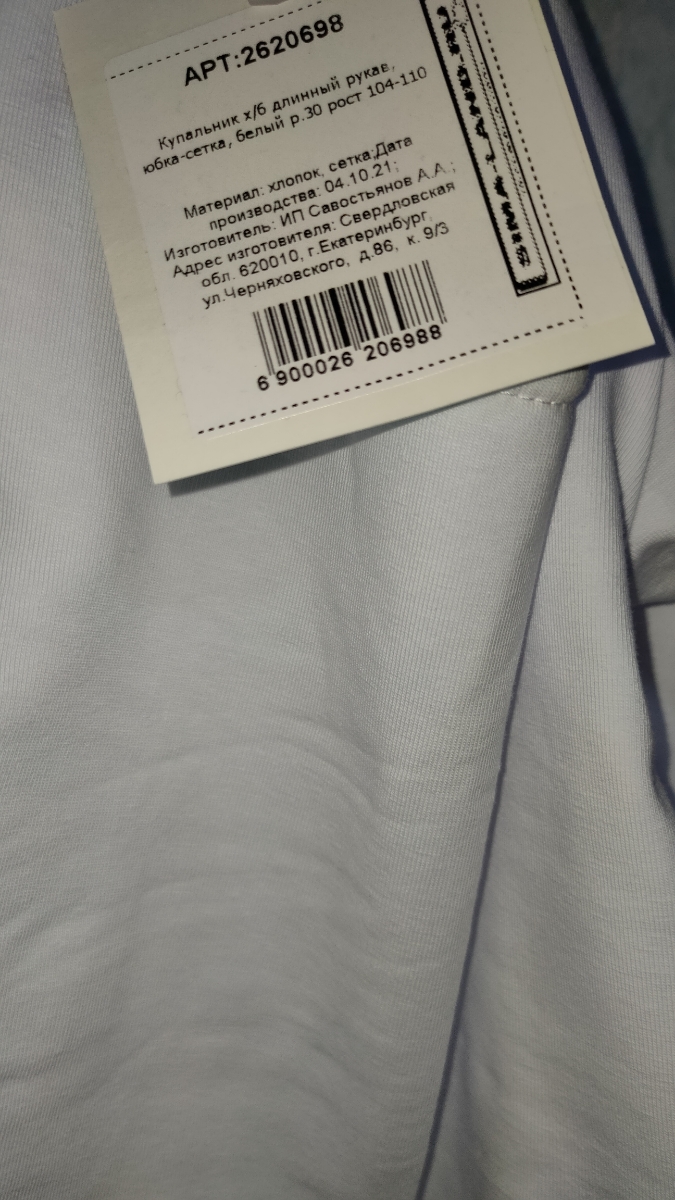 АРТ:2620698
Купальник х/б длинный рукав,
юбка-сетка, белый р.30 рост 104-110
Материал: хлопок, сетка;Дата
производства: 04.10.21;
Изготовитель: ИП Савостьянов А.А.;
Адрес изготовителя: Свердловская
обл. 620010, г.Екатеринбург,
ул.Черняховского, д.86, к. 9/3
6 900026 206988